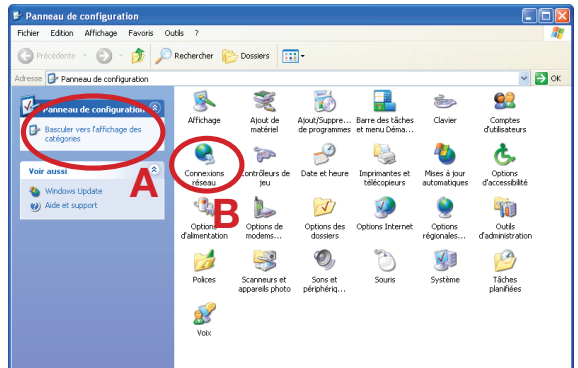 Panneau de configuration
Fichier Edition Affichage Favoris Outils ?
Précédente Rechercher Dossiers
Adresse Panneau de configuration OK
Panneau de configuration
Basculer vers l'affichage des
catégories
A
Voir aussi
Windows Update
Aide et support
Affichage
Ajout de
matériel
Ajout/Suppre...
de programmes
Barre des tâches
et menu Déma...
Clavier
Comptes
d'utilisateurs
Connexions
réseau
B
Contrôleurs de
jeu
Date et heure
Imprimantes et
télécopieurs
Mises à jour
automatiques
Options
d'accessibilité
Options
d'alimentation
Options de
modems...
Options des
dossiers
Options Internet
Options
régionales...
Outils
d'administration
Polices
Scanneurs et
appareils photo
Sons et
périphériq...
Souris
Système
Tâches
planifiées
Voix